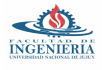 FACULTAD DE
INGENIERIA
UNIVERSIDAD NACIONAL DE JUJUY